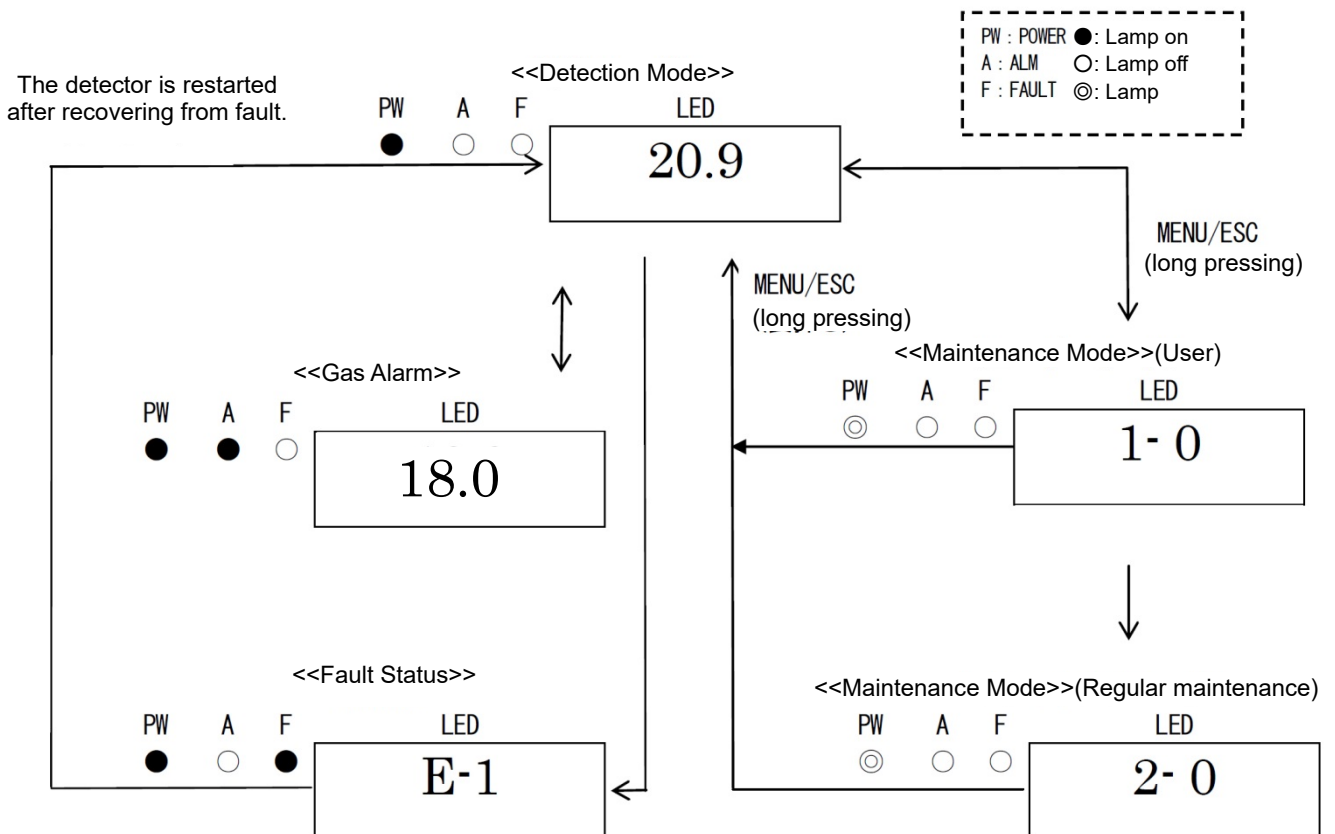 PW : POWER ●: Lamp on
A : ALM ○: Lamp off
F : FAULT ◎: Lamp
The detector is restarted
after recovering from fault.
<<Detection Mode>>
PW A F LED
20.9
MENU/ESC
(long pressing)
MENU/ESC
(long pressing)
<<Gas Alarm>>
PW A F LED
18.0
<<Maintenance Mode>>(User)
PW A F LED
1- 0
<<Fault Status>>
PW A F LED
E-1
<<Maintenance Mode>>(Regular maintenance)
PW A F LED
2- 0